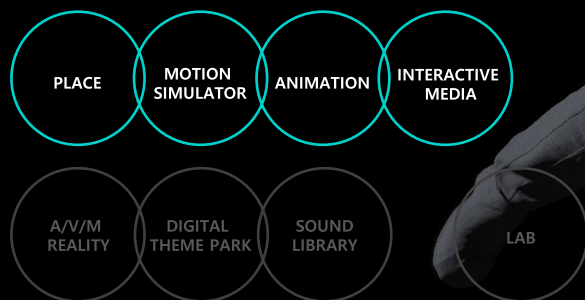 PLACE
MOTION
SIMULATOR
ANIMATION
INTERACTIVE
MEDIA
A/V/M
REALITY
DIGITAL
THEME PARK
SOUND
LIBRARY
LAB